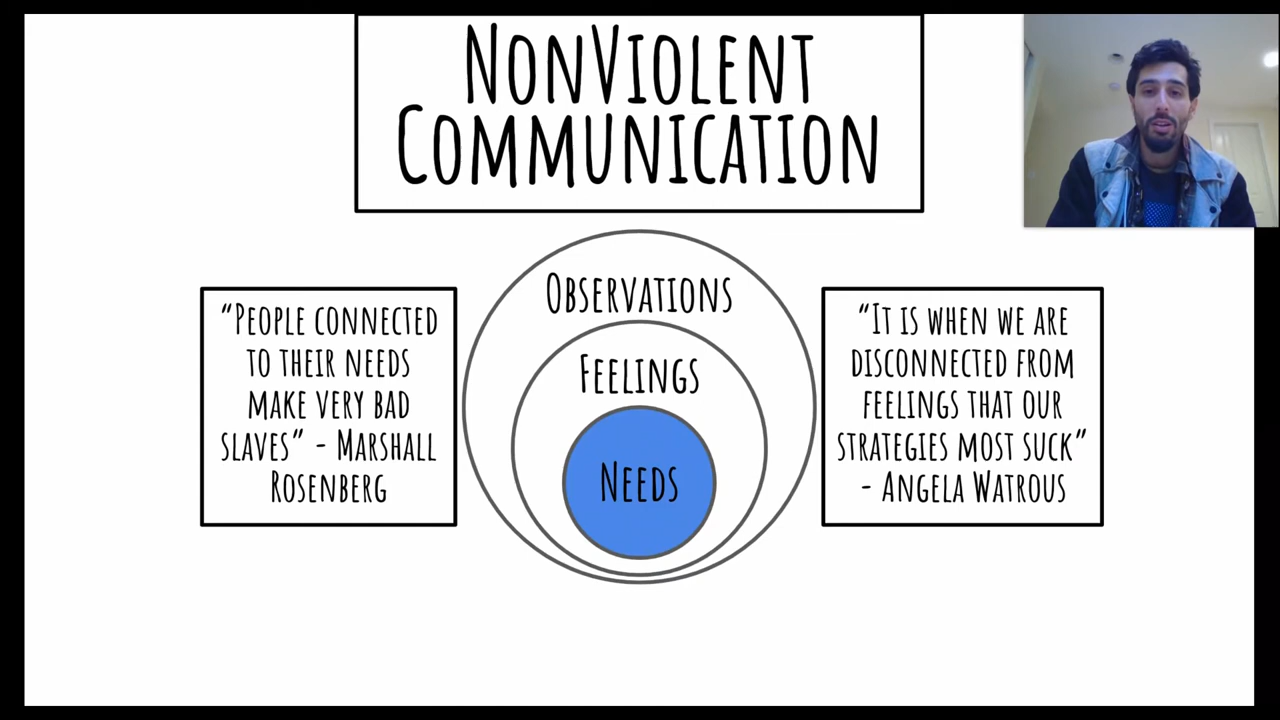 NonViolent
Communication
Observations
Feelings
Needs
“People connected
to their needs
make very bad
slaves” - Marshall
Rosenberg
“It is when we are
disconnected from
feelings that our
strategies most suck”
- Angela Watrous